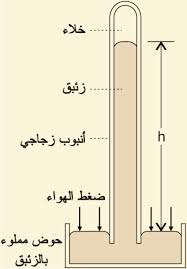 خلاء
زئبق
أنبوب زجاجي
h
ضغط الهواء
حوض مملوء
بالزئبق